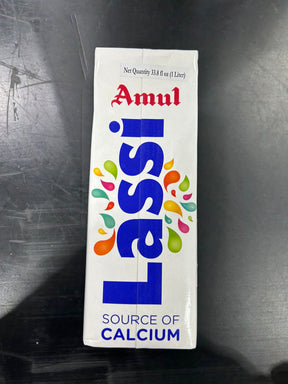 Net Quantity 33.8 fl oz (1 Liter)
Amul
Lassi
SOURCE OF
CALCIUM